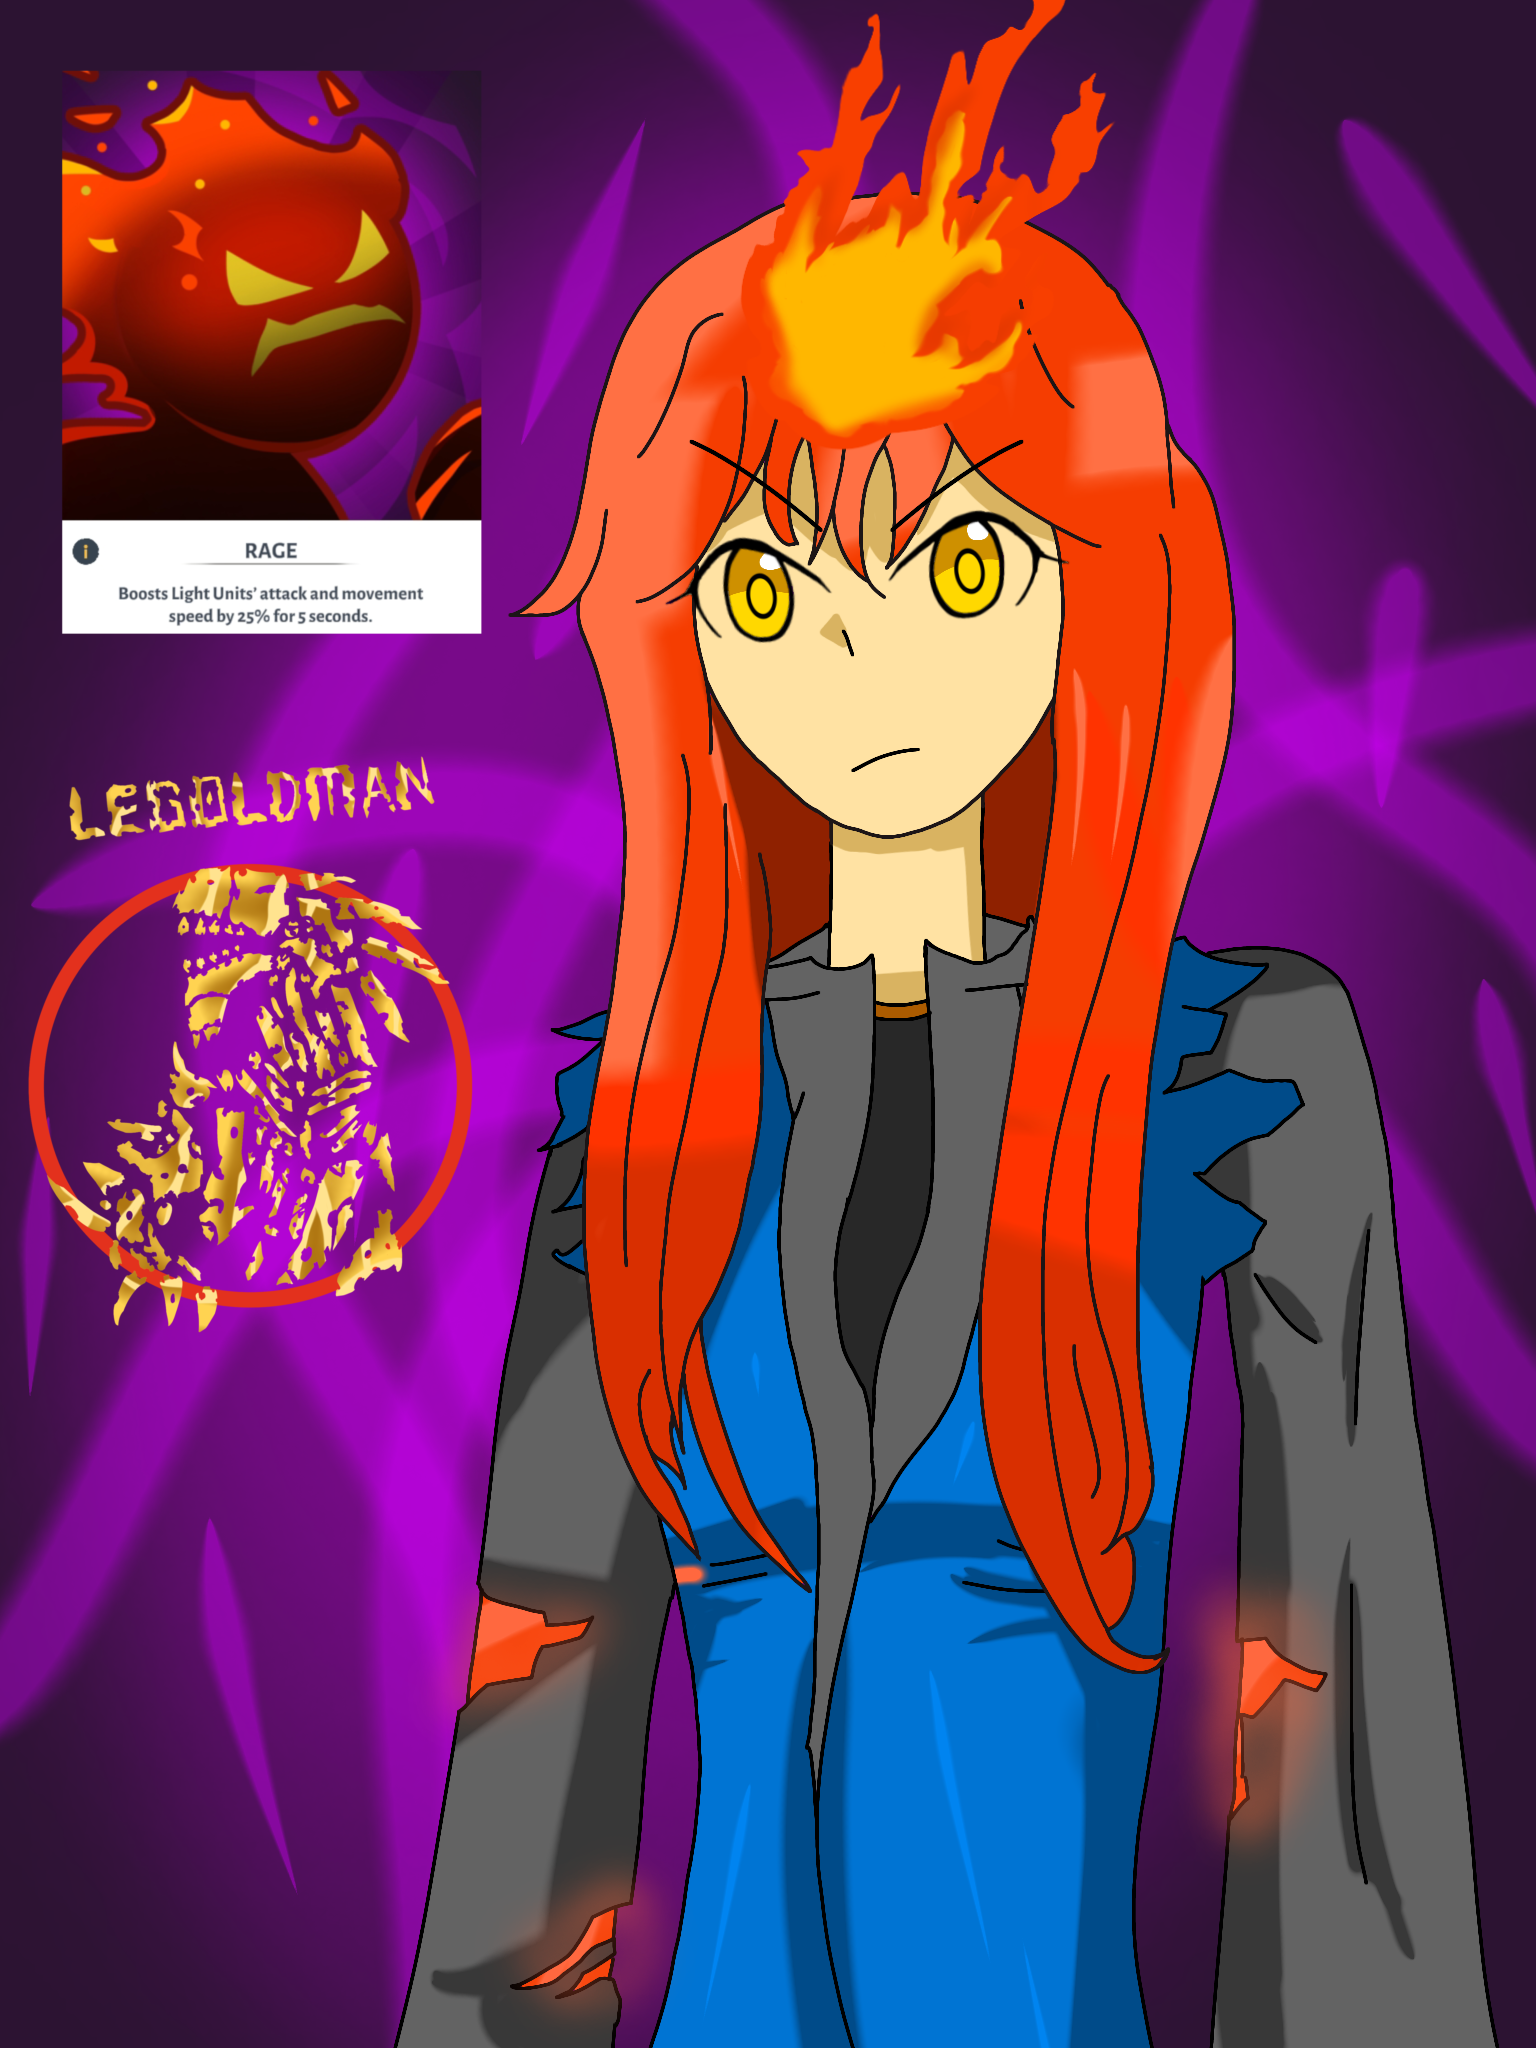 RAGE
Boosts Light Units' attack and movement
speed by 25% for 5 seconds.
LEGOLDMAN